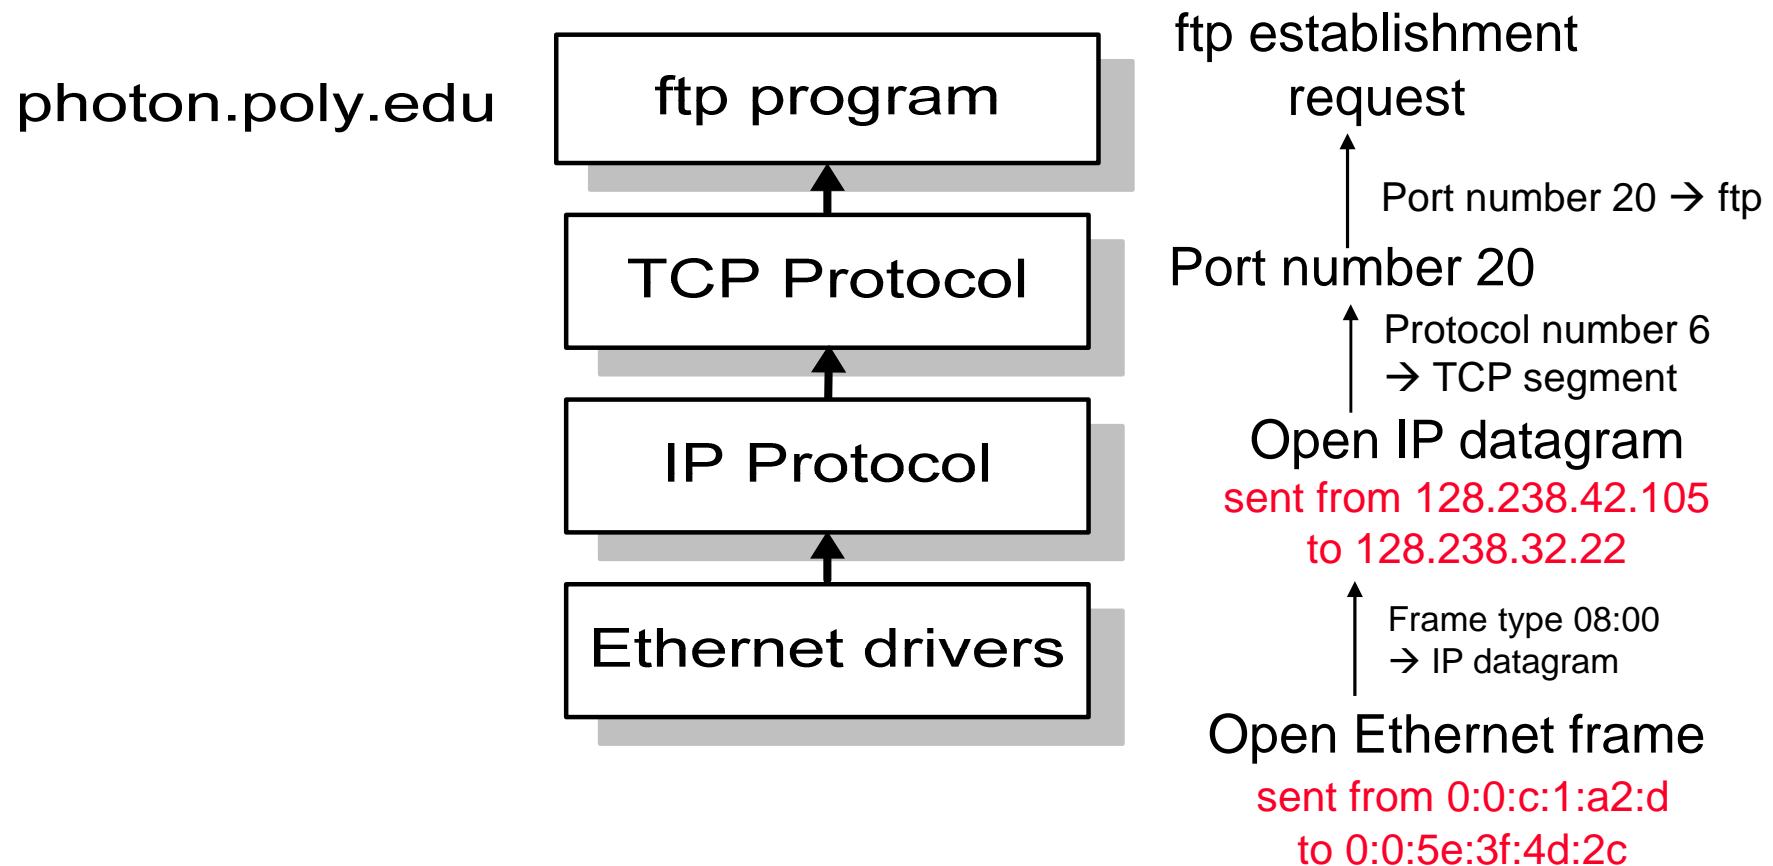 photon.poly.edu
ftp program
TCP Protocol
IP Protocol
Ethernet drivers
ftp establishment
request
Port number 20 → ftp
Port number 20
Protocol number 6
→ TCP segment
Open IP datagram
sent from 128.238.42.105
to 128.238.32.22
Frame type 08:00
→ IP datagram
Open Ethernet frame
sent from 0:0:c:1:a2:d
to 0:0:5e:3f:4d:2c